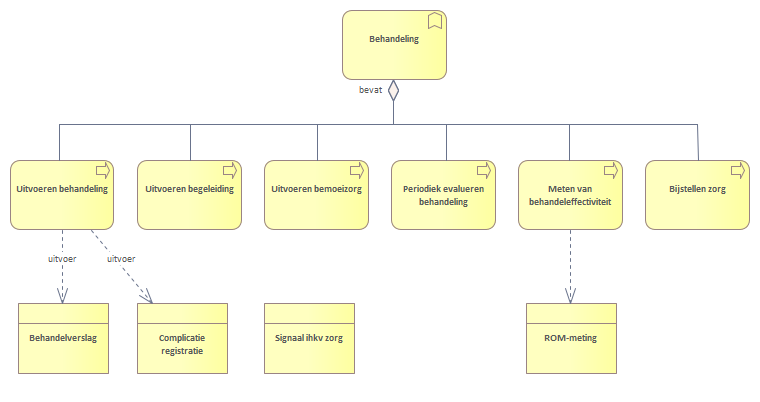 Behandeling
bevat
Uitvoeren behandeling
Uitvoeren begeleiding
Uitvoeren bemoeizorg
Periodiek evalueren
behandeling
Meten van
behandeleffectiviteit
Bijstellen zorg
uitvoer
uitvoer
Behandelverslag
Complicatie
registratie
Signaal ihkv zorg
ROM-meting